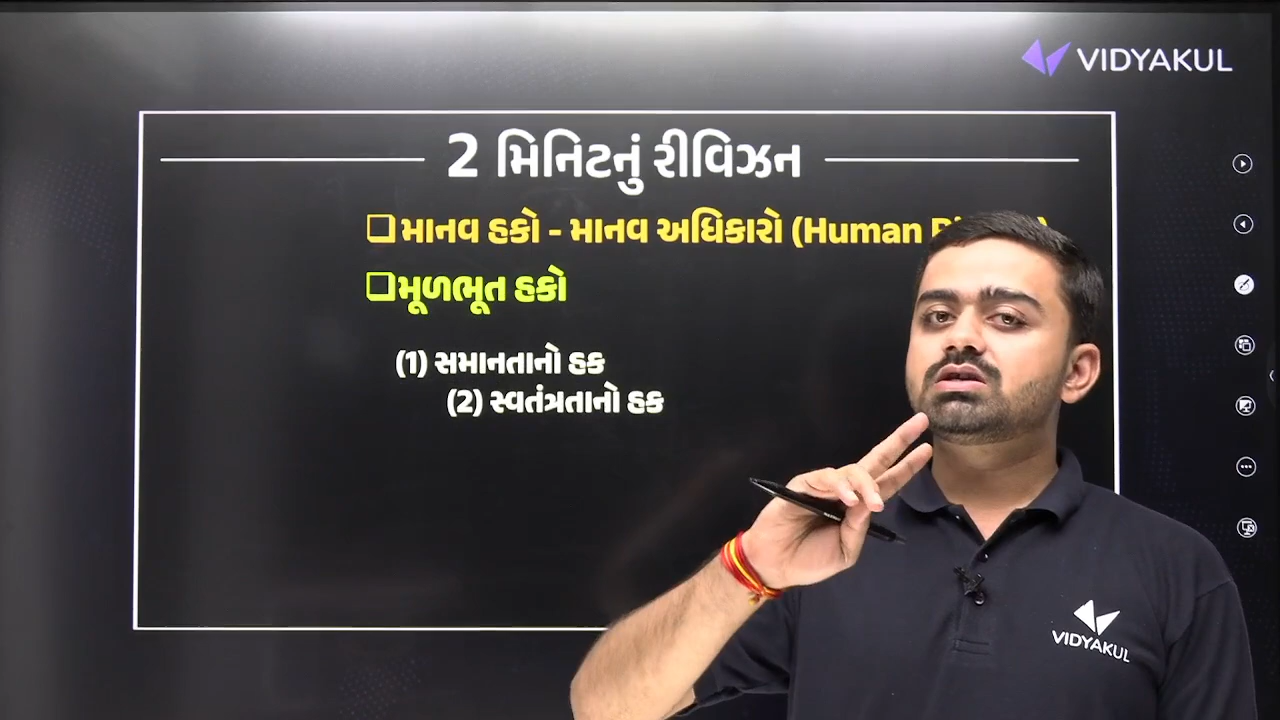 VIDYAKUL
2 મિનિટનું રીવિઝન
❑માનવ હકો - માનવ અધિકારો (Human
❑મૂળભૂત હકો
(1) સમાનતાનો હક
(2) સ્વતંત્રતાનો હક
VIDYAKUL